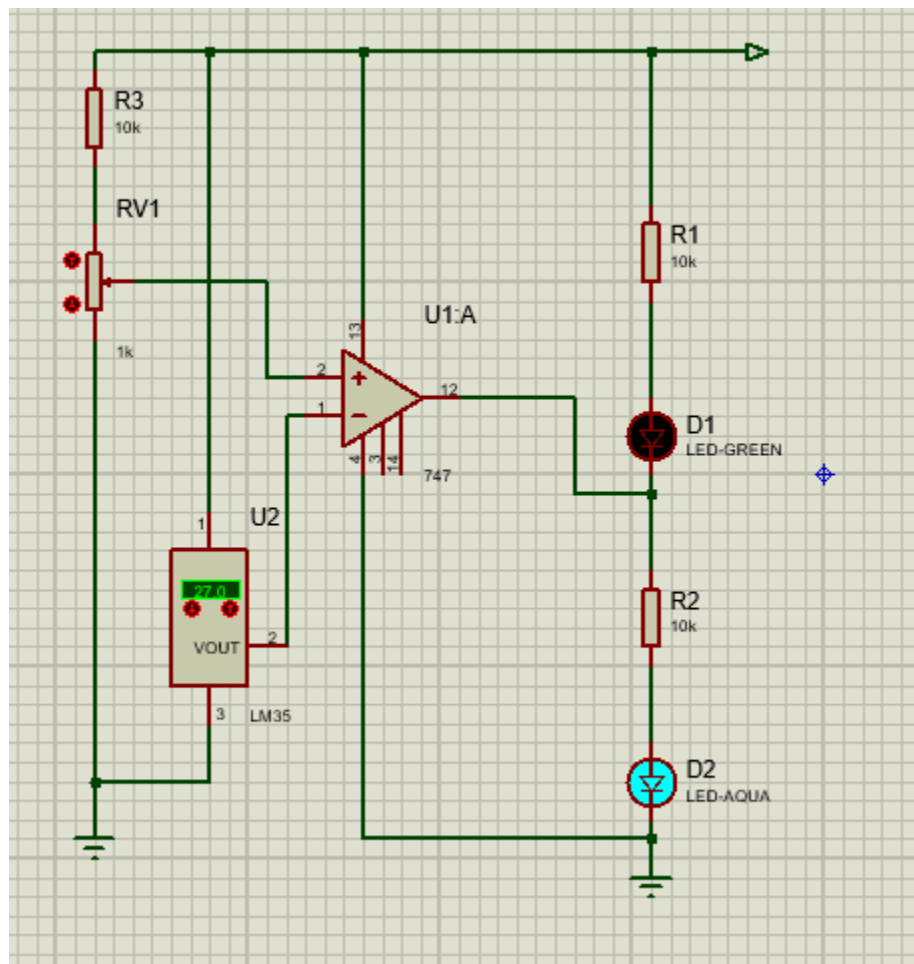 R3
10k
RV1
1k
R1
10k
U1:A
13
2
1
12
4
3
14
747
D1
LED-GREEN
U2
1
27.0
VOUT
2
3
LM35
R2
10k
D2
LED-AQUA